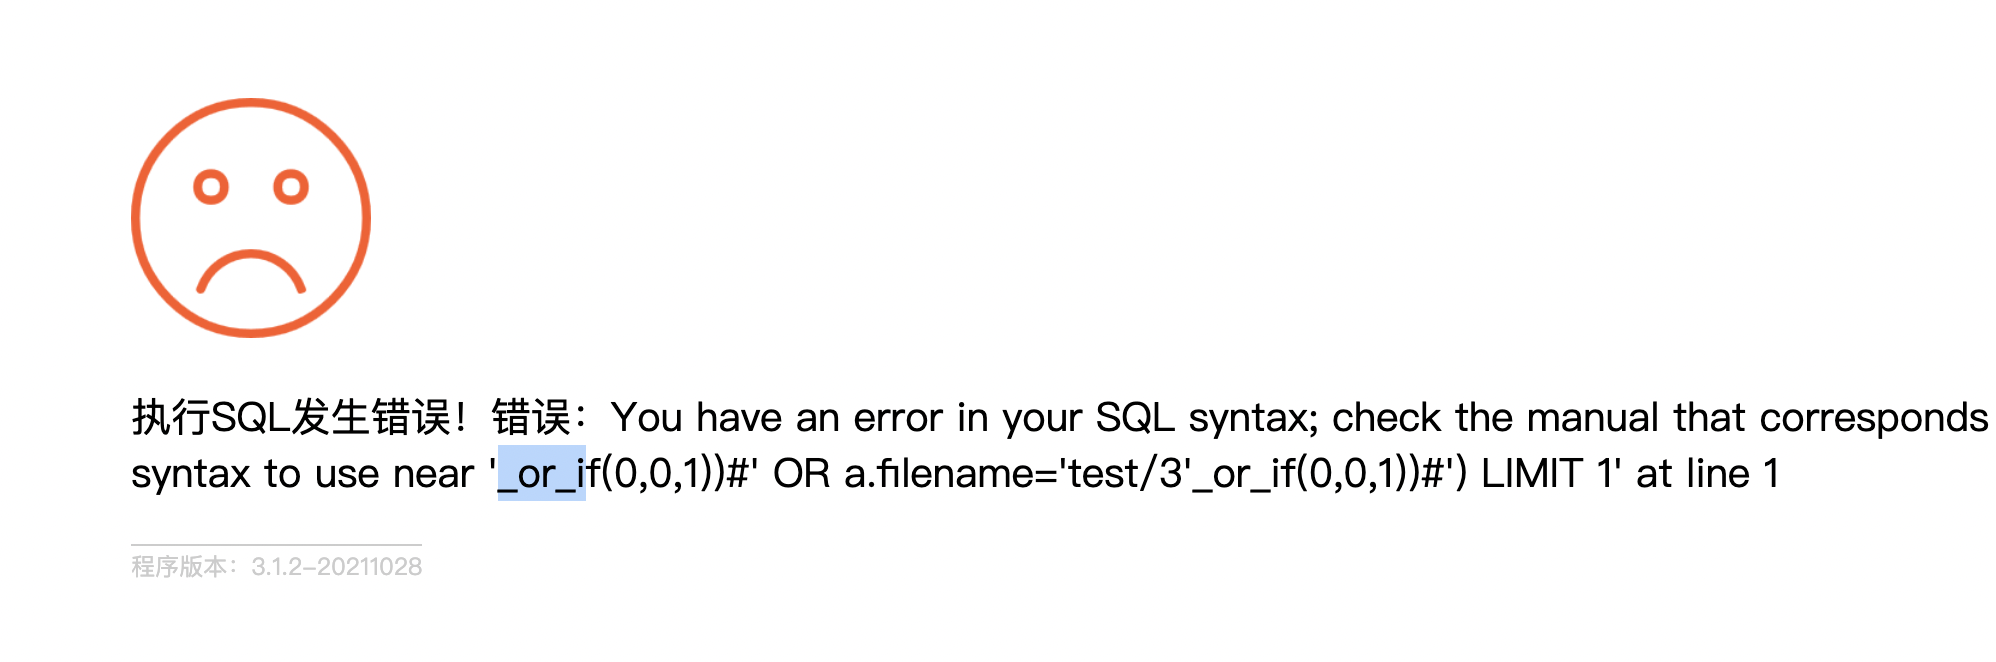 执行SQL发生错误！错误：You have an error in your SQL syntax; check the manual that corresponds
syntax to use near '_or_if(0,0,1))#' OR a.filename='test/3'_or_if(0,0,1))#') LIMIT 1' at line 1
程序版本：3.1.2-20211028